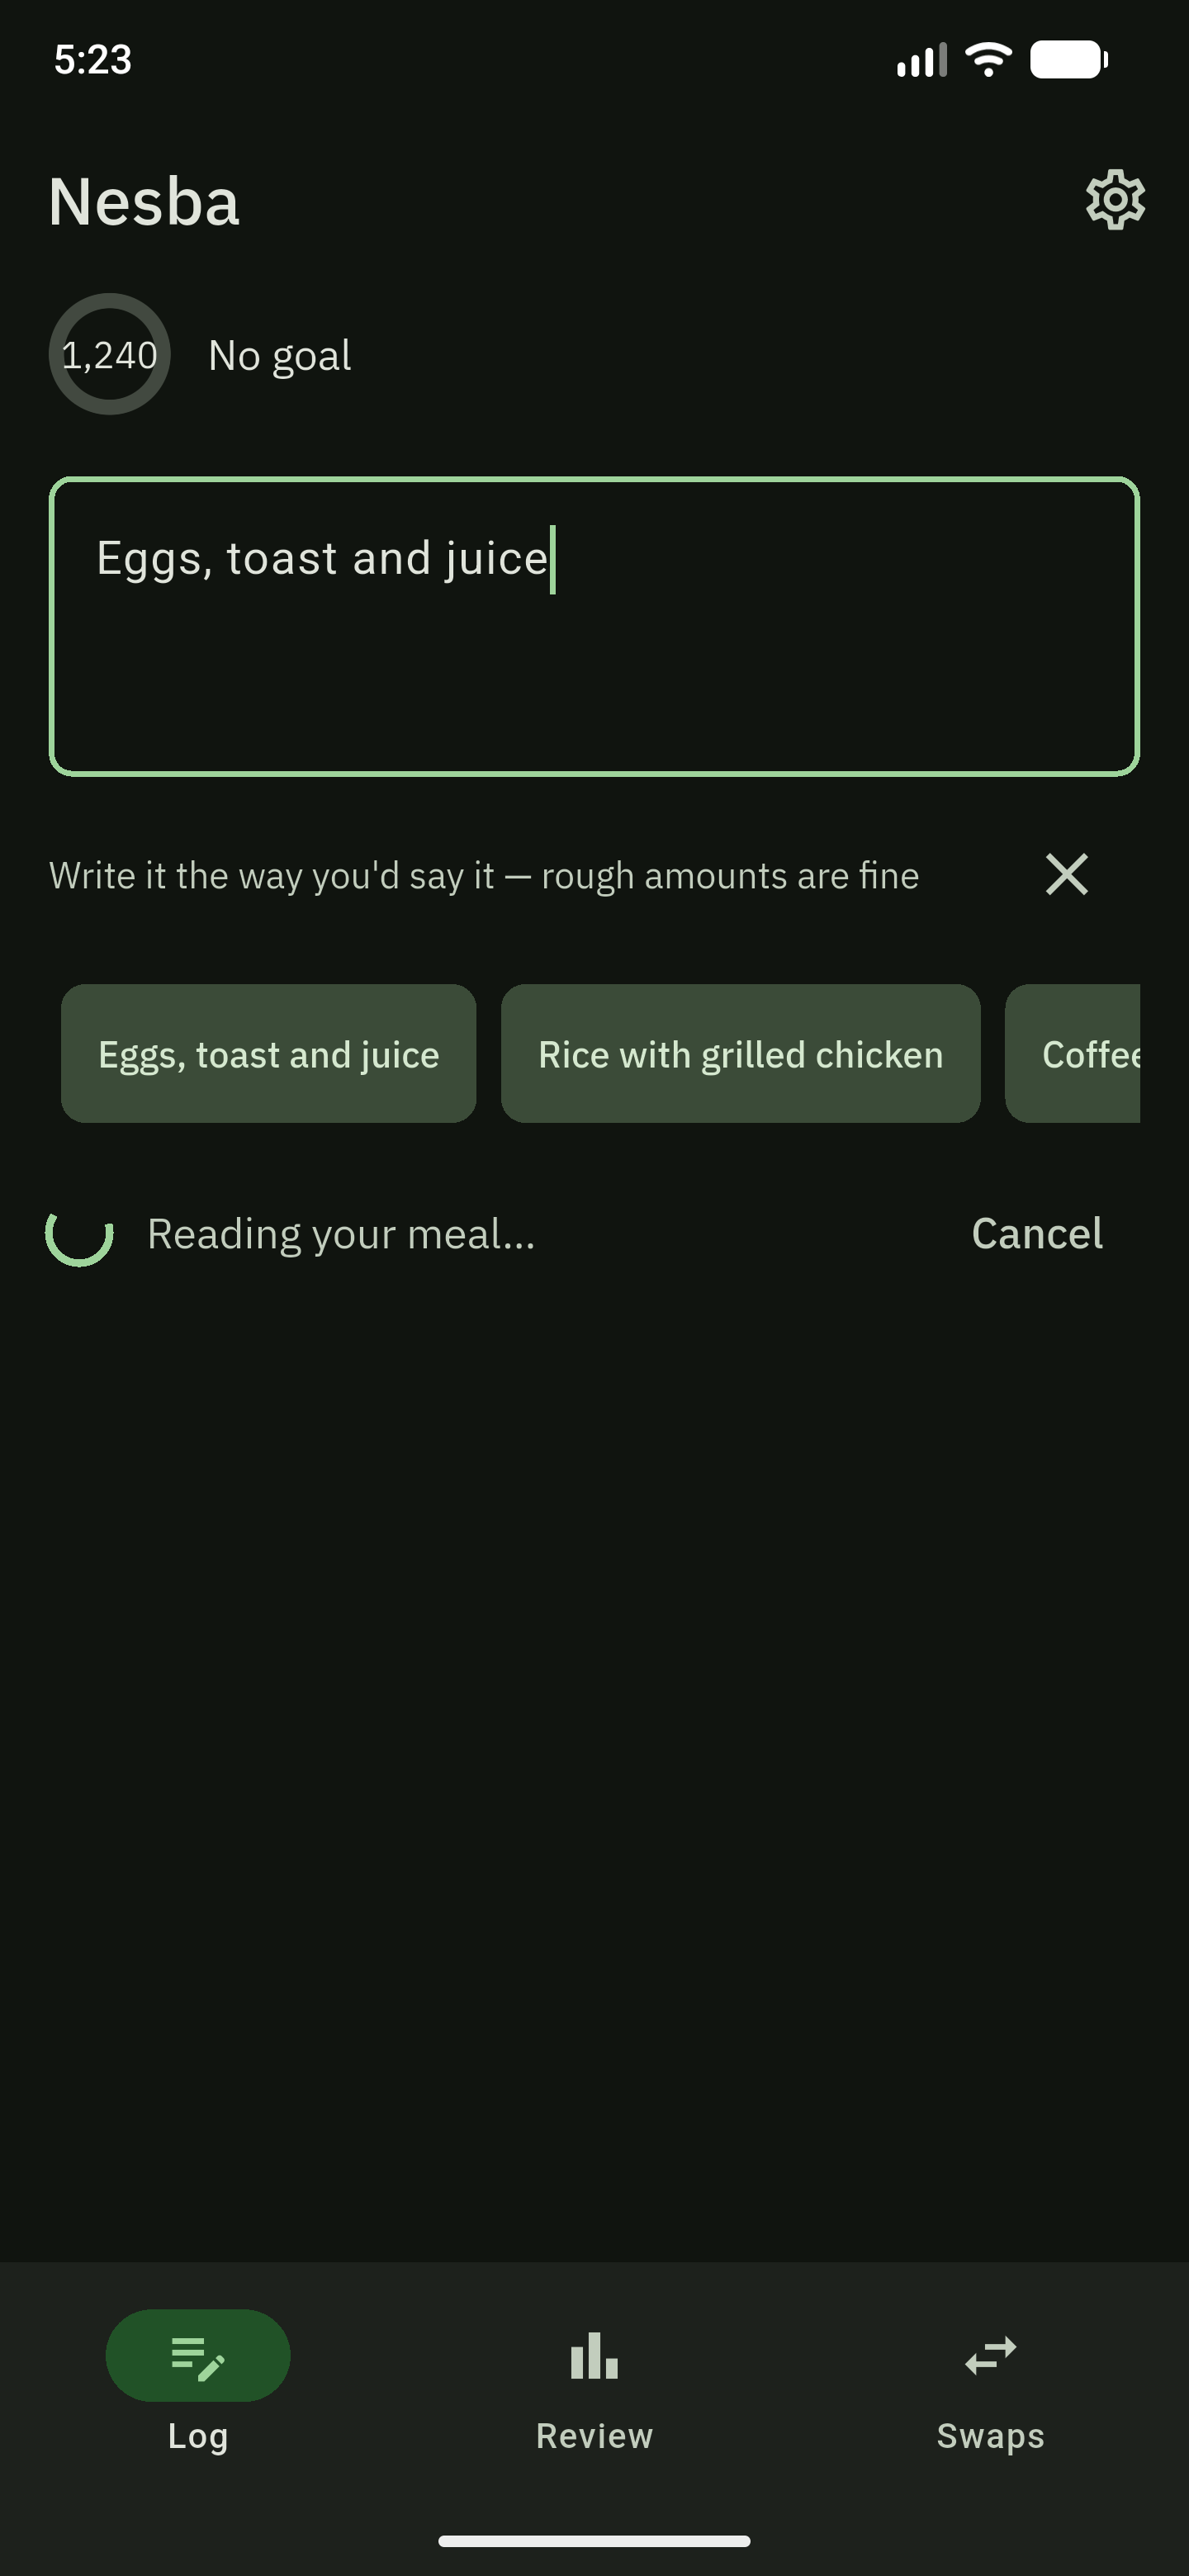 5:23
Nesba
1,240
No goal
Eggs, toast and juice
Write it the way you'd say it — rough amounts are fine
Eggs, toast and juice
Rice with grilled chicken
Coffee
Reading your meal...
Cancel
Log
Review
Swaps